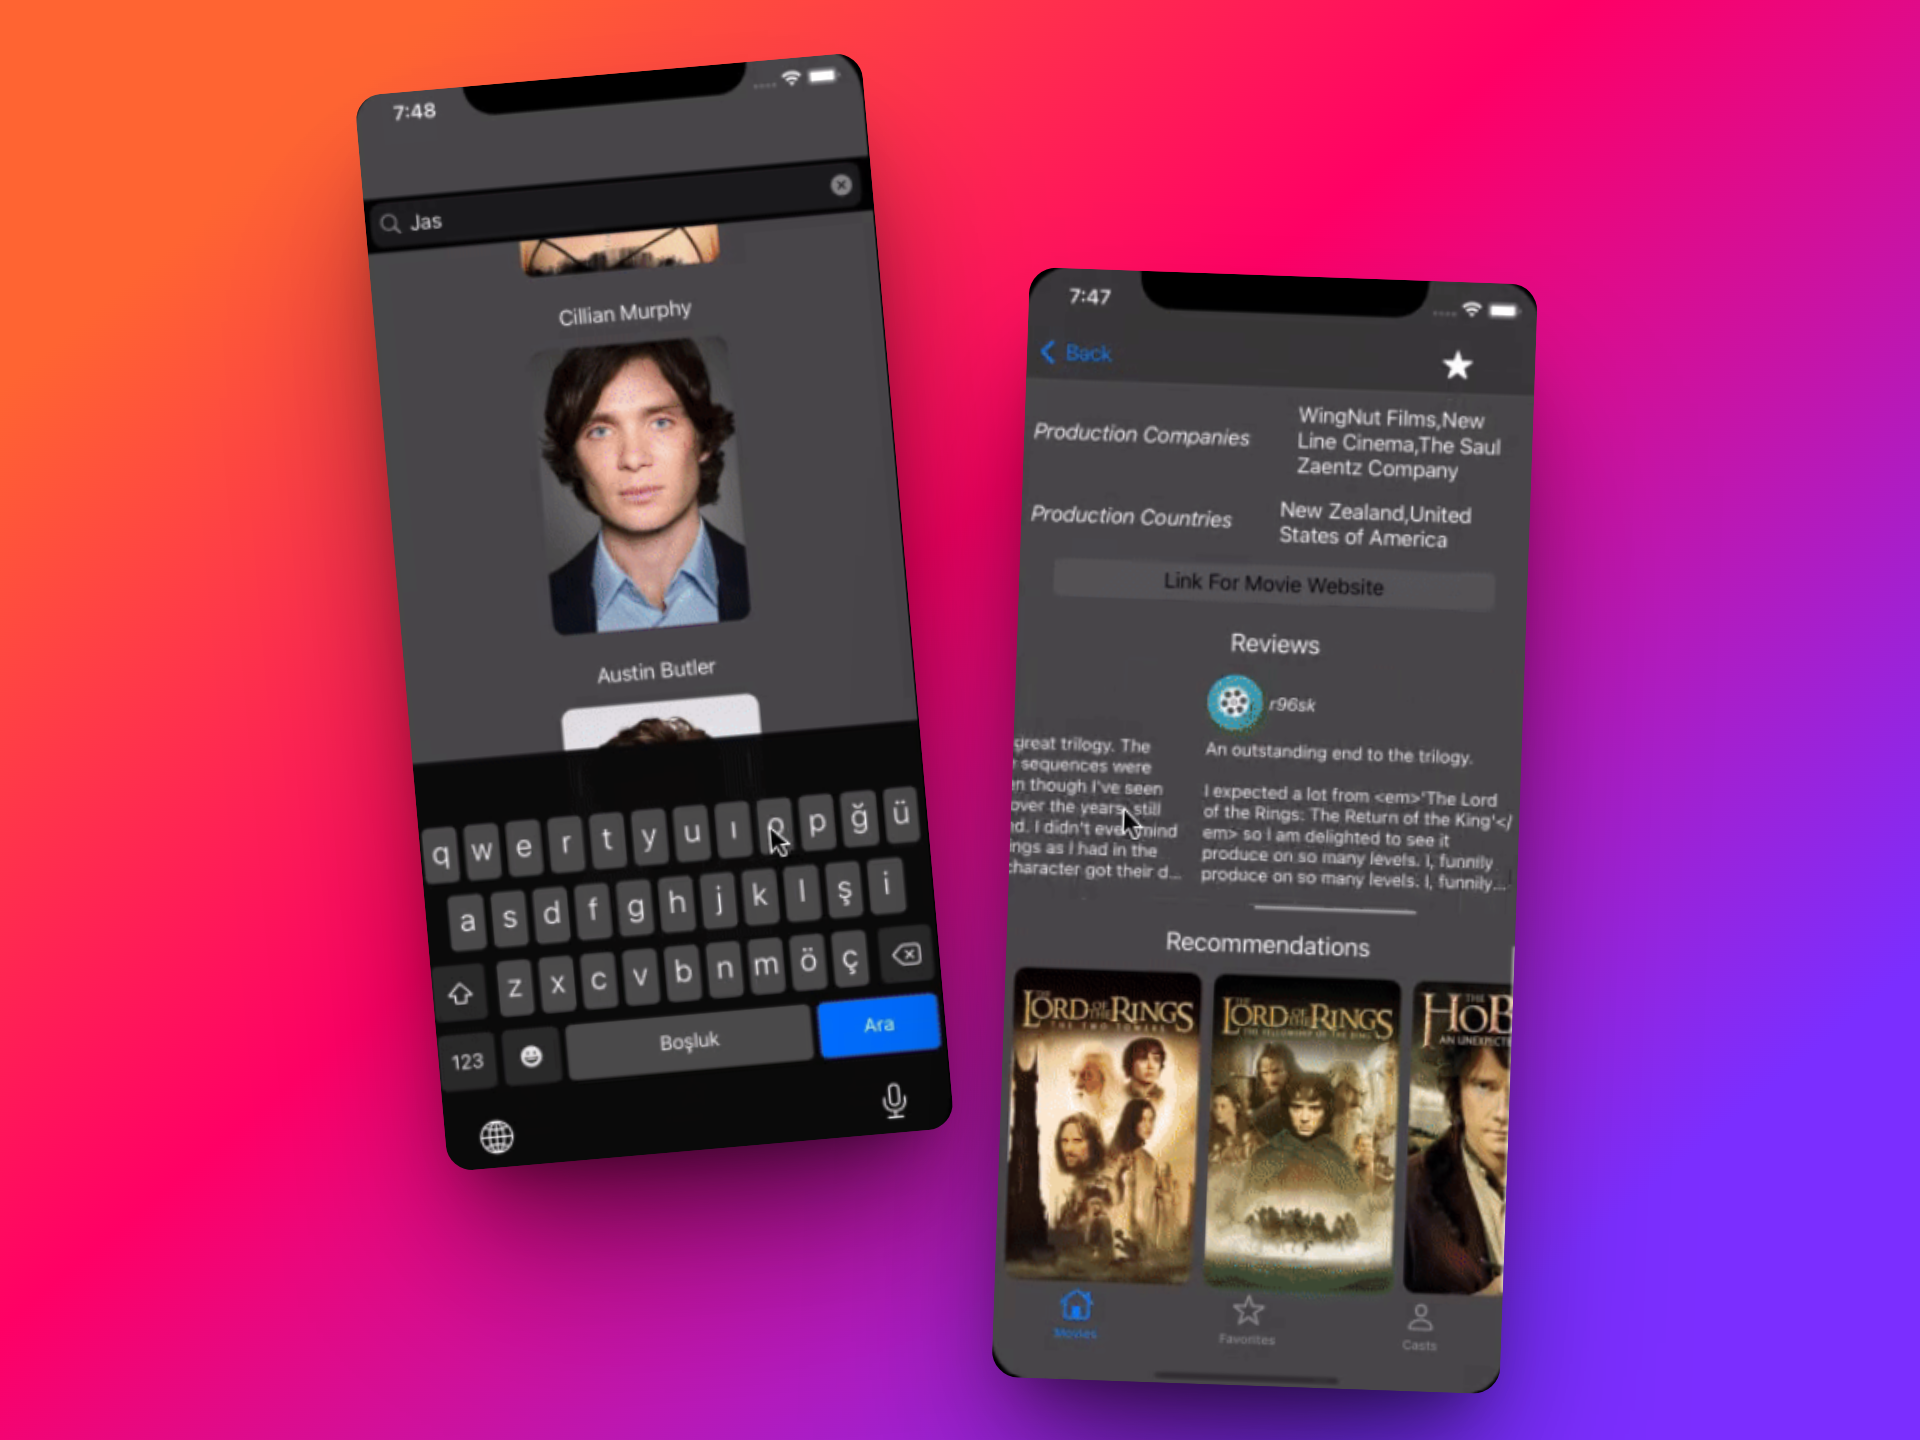 7:48
Jas
Cillian Murphy
Austin Butler
q w e r t y u ı o p ğ ü
a s d f g h j k l ş i
z x c v b n m ö ç
123
Boşluk
Ara
7:47
Back
Production Companies
WingNut Films,New
Line Cinema,The Saul
Zaentz Company
Production Countries
New Zealand,United
States of America
Link For Movie Website
Reviews
r96sk
great trilogy. The
sequences were
n though I've seen
over the years, still
d. I didn't even mind
ings as I had in the
character got their d...
An outstanding end to the trilogy.
I expected a lot from <em>'The Lord
of the Rings: The Return of the King'</
em> so I am delighted to see it
produce on so many levels. I, funnily
produce on so many levels. I, funnily...
Recommendations
THE
LORD OF THE RINGS
THE TWO TOWERS
THE
LORD OF THE RINGS
THE FELLOWSHIP OF THE RING
THE
HOB
AN UNEXPECT
Movies
Favorites
Casts